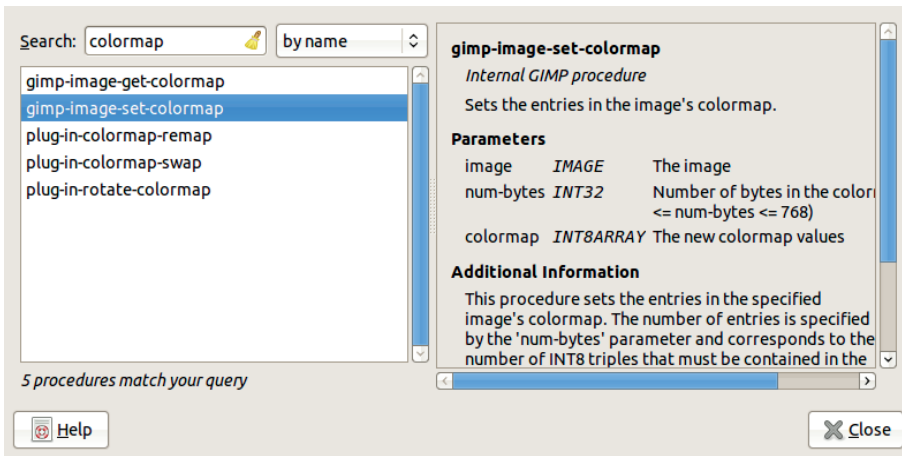 Search: colormap by name
gimp-image-get-colormap
gimp-image-set-colormap
plug-in-colormap-remap
plug-in-colormap-swap
plug-in-rotate-colormap
5 procedures match your query
Help
gimp-image-set-colormap
Internal GIMP procedure
Sets the entries in the image's colormap.
Parameters
image IMAGE The image
num-bytes INT32 Number of bytes in the
<= num-bytes <= 768)
colormap INT8ARRAY The new colormap values
Additional Information
This procedure sets the entries in the specified
image's colormap. The number of entries is specified
by the 'num-bytes' parameter and corresponds to the
number of INT8 triples that must be contained in the
Close